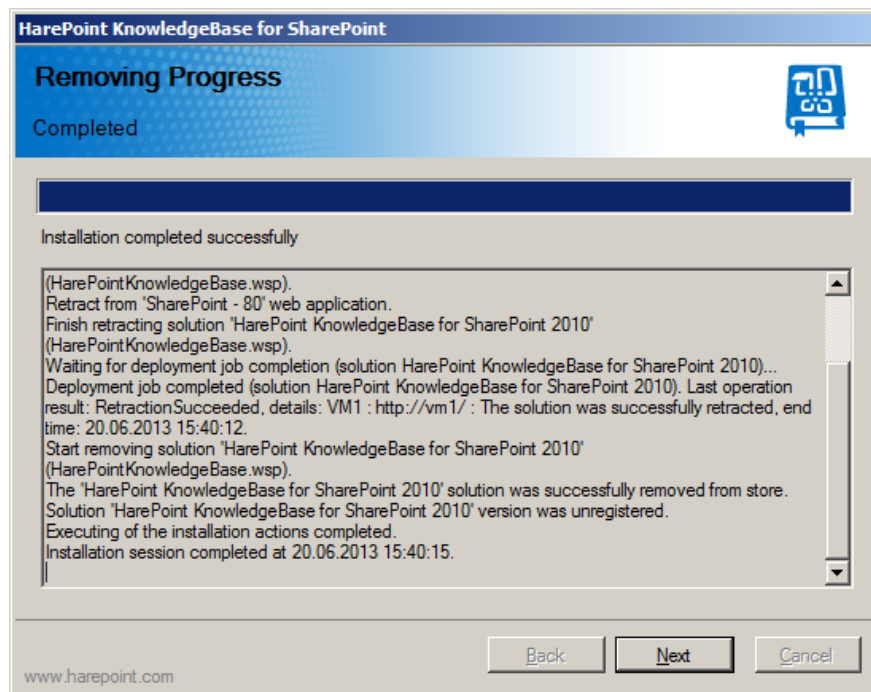 HarePoint KnowledgeBase for SharePoint
Removing Progress
Completed
Installation completed successfully
(HarePointKnowledgeBase.wsp).
Retract from 'SharePoint - 80' web application.
Finish retracting solution 'HarePoint KnowledgeBase for SharePoint 2010'
(HarePointKnowledgeBase.wsp).
Waiting for deployment job completion (solution HarePoint KnowledgeBase for SharePoint 2010)...
Deployment job completed (solution HarePoint KnowledgeBase for SharePoint 2010). Last operation
result: RetractionSucceeded, details: VM1 : http://vm1/ : The solution was successfully retracted, end
time: 20.06.2013 15:40:12.
Start removing solution 'HarePoint KnowledgeBase for SharePoint 2010'
(HarePointKnowledgeBase.wsp).
The 'HarePoint KnowledgeBase for SharePoint 2010' solution was successfully removed from store.
Solution 'HarePoint KnowledgeBase for SharePoint 2010' version was unregistered.
Executing of the installation actions completed.
Installation session completed at 20.06.2013 15:40:15.
Back Next Cancel
www.harepoint.com